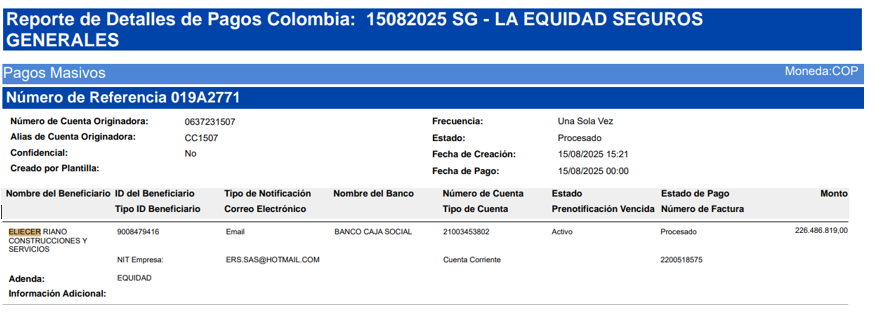 Reporte de Detalles de Pagos Colombia: 15082025 SG - LA EQUIDAD SEGUROS
GENERALES
Pagos Masivos Moneda:COP
Número de Referencia 019A2771
Número de Cuenta Originadora: 0637231507 Frecuencia: Una Sola Vez
Alias de Cuenta Originadora: CC1507 Estado: Procesado
Confidencial: No Fecha de Creación: 15/08/2025 15:21
Creado por Plantilla: Fecha de Pago: 15/08/2025 00:00
Nombre del Beneficiario ID del Beneficiario Tipo de Notificación Nombre del Banco Número de Cuenta Estado Estado de Pago Monto
Tipo ID Beneficiario Correo Electrónico Tipo de Cuenta Prenotificación Vencida Número de Factura
ELIECER RIANO 9008479416 Email BANCO CAJA SOCIAL 21003453802 Activo Procesado 226.486.819,00
CONSTRUCCIONES Y
SERVICIOS
NIT Empresa: ERS.SAS@HOTMAIL.COM Cuenta Corriente 2200518575
Adenda: EQUIDAD
Información Adicional: